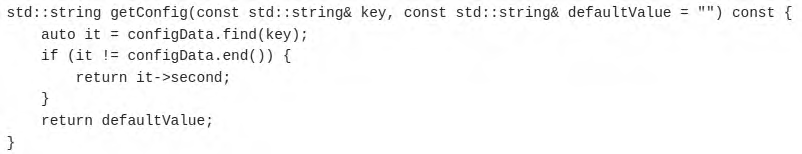 std::string getConfig(const std::string& key, const std::string& defaultValue = "") const {
    auto it = configData.find(key);
    if (it != configData.end()) {
        return it->second;
    }
    return defaultValue;
}